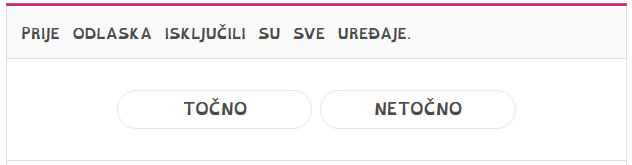 PRIJE ODLASKA ISKLJUČILI SU SVE UREĐAJE.
TOČNO
NETOČNO